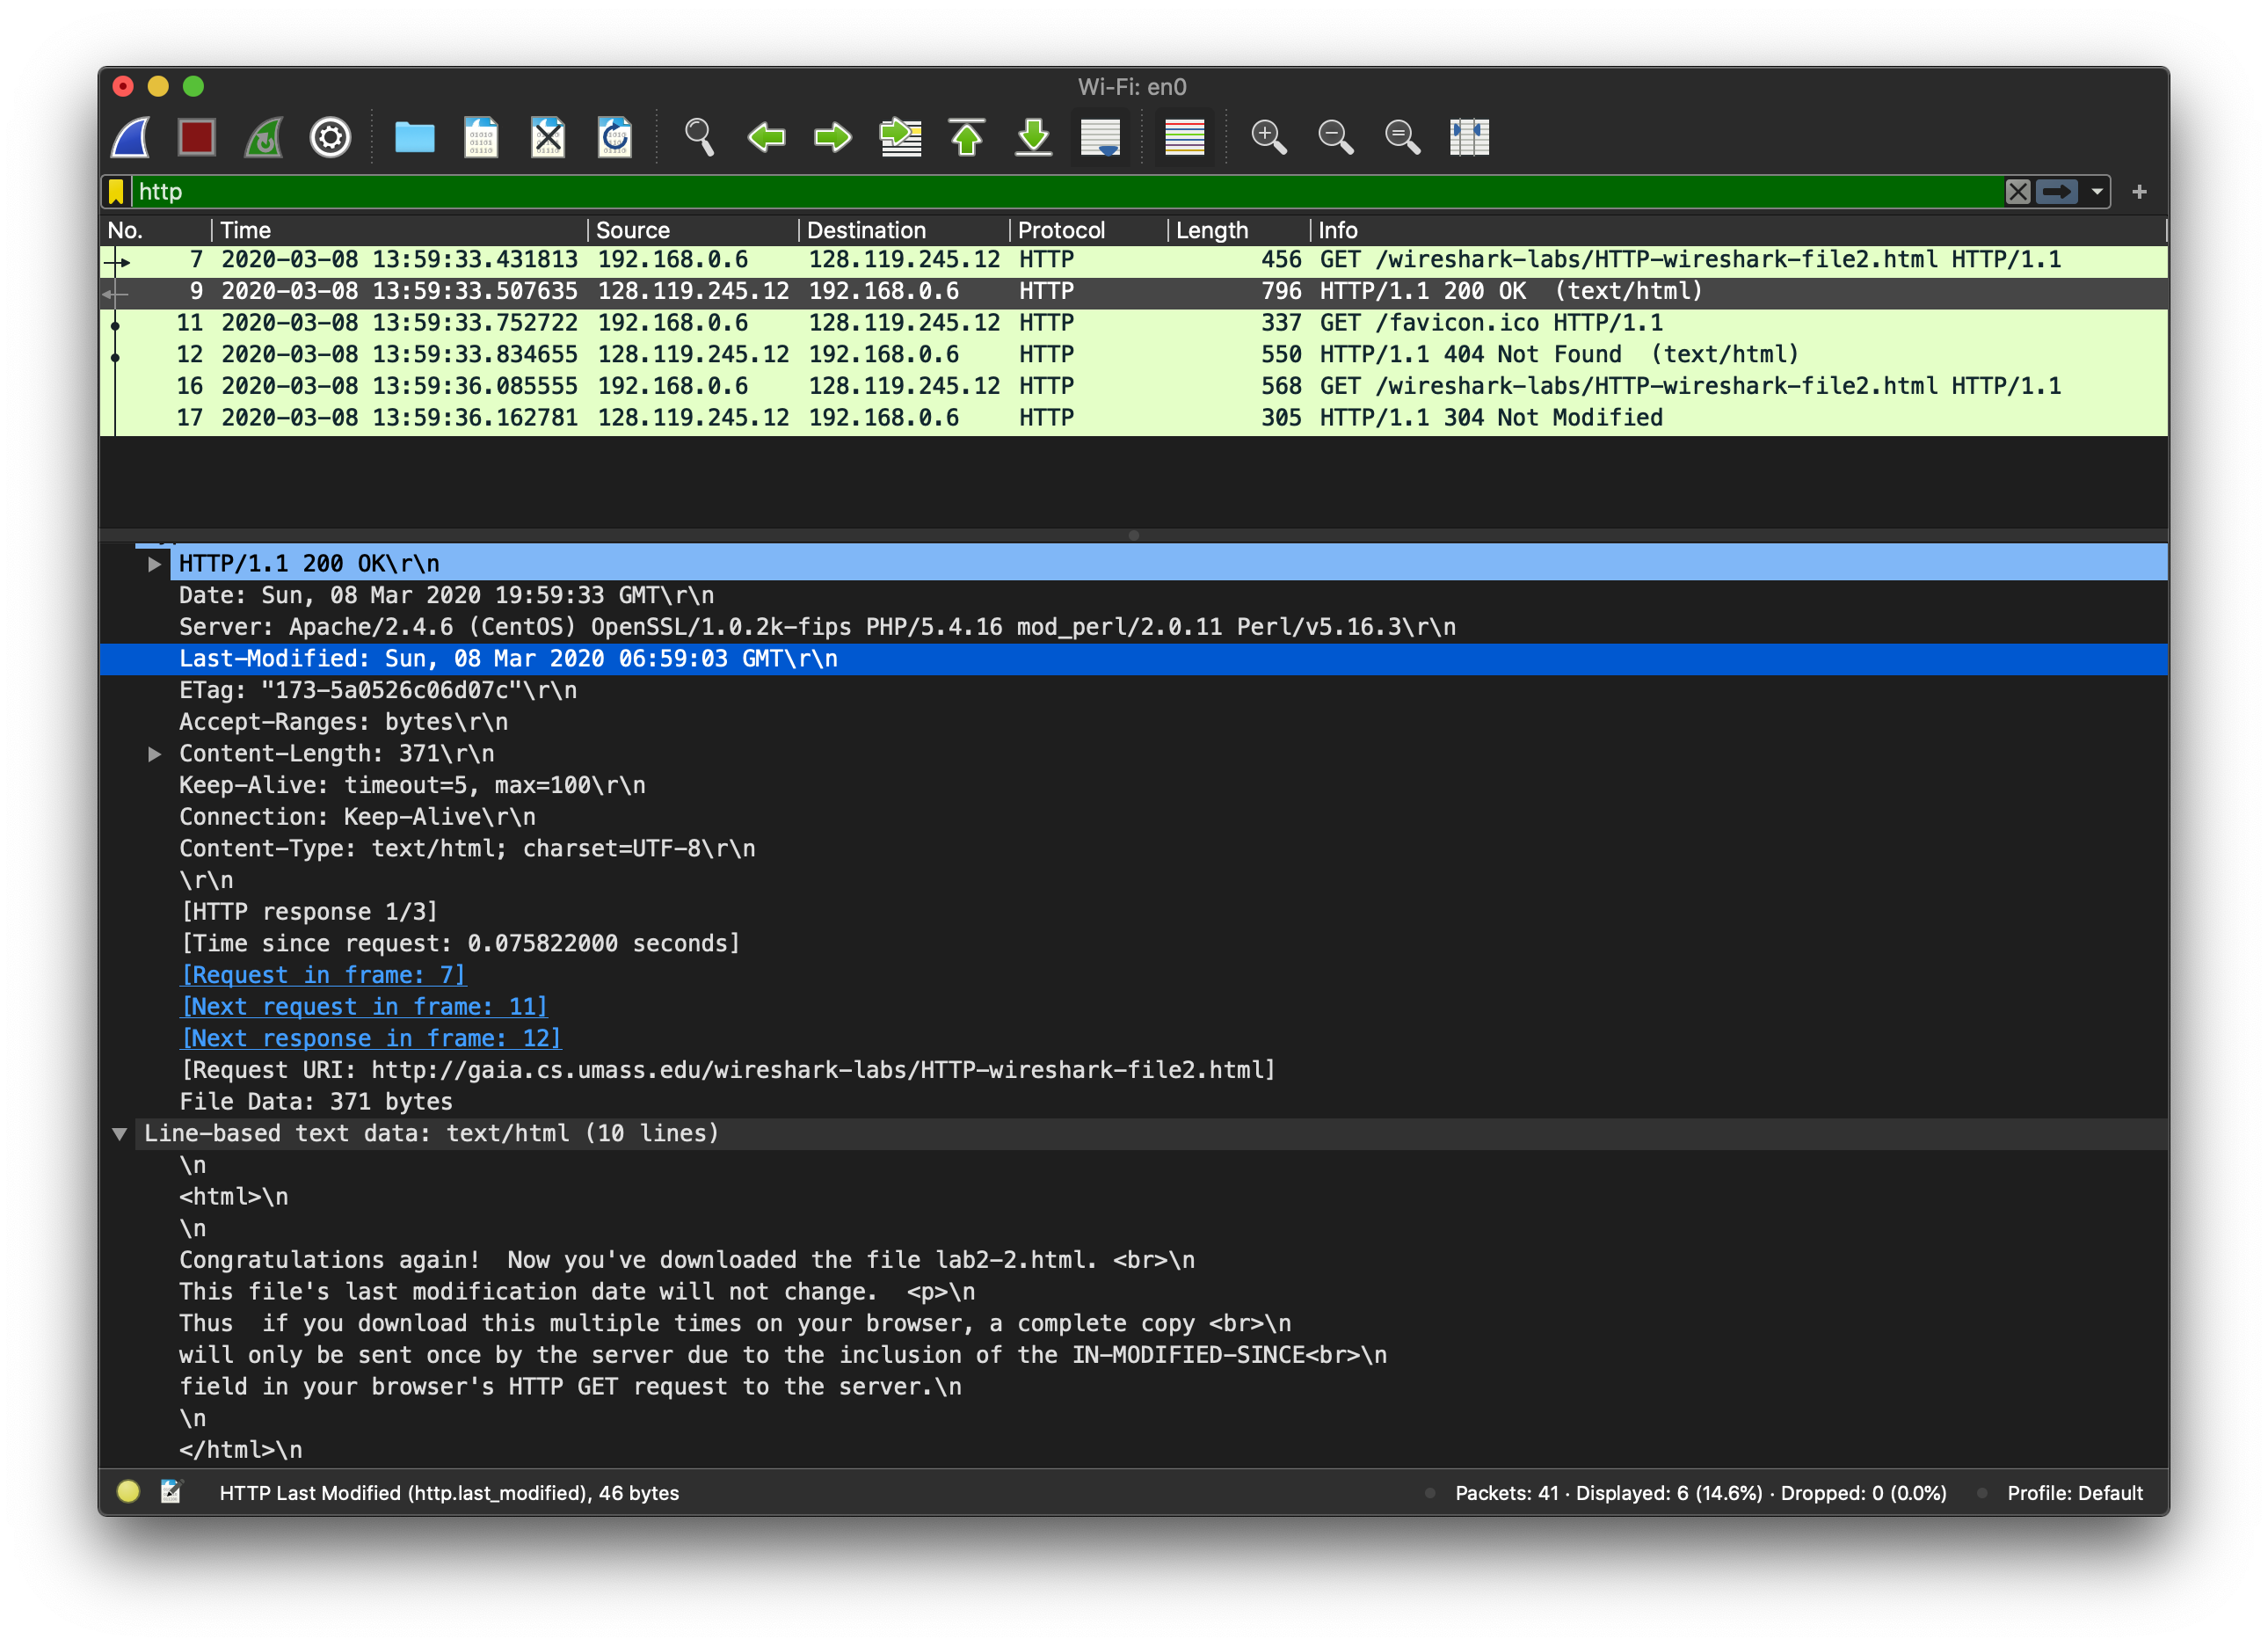 Wi-Fi: en0
http
No. Time Source Destination Protocol Length Info
7 2020-03-08 13:59:33.431813 192.168.0.6 128.119.245.12 HTTP 456 GET /wireshark-labs/HTTP-wireshark-file2.html HTTP/1.1
9 2020-03-08 13:59:33.507635 128.119.245.12 192.168.0.6 HTTP 796 HTTP/1.1 200 OK  (text/html)
11 2020-03-08 13:59:33.752722 192.168.0.6 128.119.245.12 HTTP 337 GET /favicon.ico HTTP/1.1
12 2020-03-08 13:59:33.834655 128.119.245.12 192.168.0.6 HTTP 550 HTTP/1.1 404 Not Found  (text/html)
16 2020-03-08 13:59:36.085555 192.168.0.6 128.119.245.12 HTTP 568 GET /wireshark-labs/HTTP-wireshark-file2.html HTTP/1.1
17 2020-03-08 13:59:36.162781 128.119.245.12 192.168.0.6 HTTP 305 HTTP/1.1 304 Not Modified
HTTP/1.1 200 OK\r\n
Date: Sun, 08 Mar 2020 19:59:33 GMT\r\n
Server: Apache/2.4.6 (CentOS) OpenSSL/1.0.2k-fips PHP/5.4.16 mod_perl/2.0.11 Perl/v5.16.3\r\n
Last-Modified: Sun, 08 Mar 2020 06:59:03 GMT\r\n
ETag: "173-5a0526c06d07c"\r\n
Accept-Ranges: bytes\r\n
Content-Length: 371\r\n
Keep-Alive: timeout=5, max=100\r\n
Connection: Keep-Alive\r\n
Content-Type: text/html; charset=UTF-8\r\n
\r\n
[HTTP response 1/3]
[Time since request: 0.075822000 seconds]
[Request in frame: 7]
[Next request in frame: 11]
[Next response in frame: 12]
[Request URI: http://gaia.cs.umass.edu/wireshark-labs/HTTP-wireshark-file2.html]
File Data: 371 bytes
Line-based text data: text/html (10 lines)
\n
<html>\n
\n
Congratulations again!  Now you've downloaded the file lab2-2.html. <br>\n
This file's last modification date will not change.  <p>\n
Thus  if you download this multiple times on your browser, a complete copy <br>\n
will only be sent once by the server due to the inclusion of the IN-MODIFIED-SINCE<br>\n
field in your browser's HTTP GET request to the server.\n
\n
</html>\n
HTTP Last Modified (http.last_modified), 46 bytes
Packets: 41 · Displayed: 6 (14.6%) · Dropped: 0 (0.0%)
Profile: Default